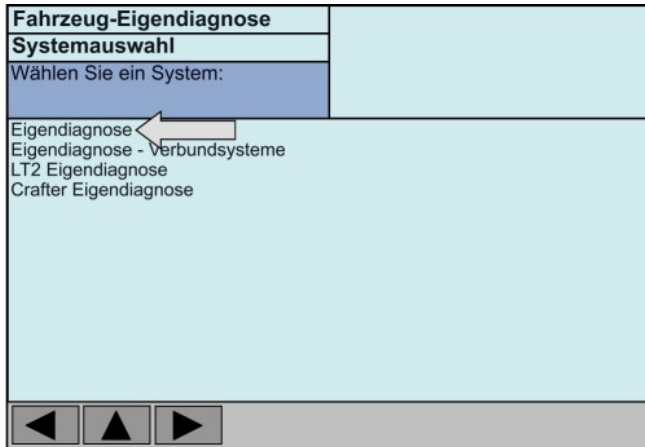 Fahrzeug-Eigendiagnose
Systemauswahl
Wählen Sie ein System:
Eigendiagnose
Eigendiagnose - Verbundsysteme
LT2 Eigendiagnose
Crafter Eigendiagnose